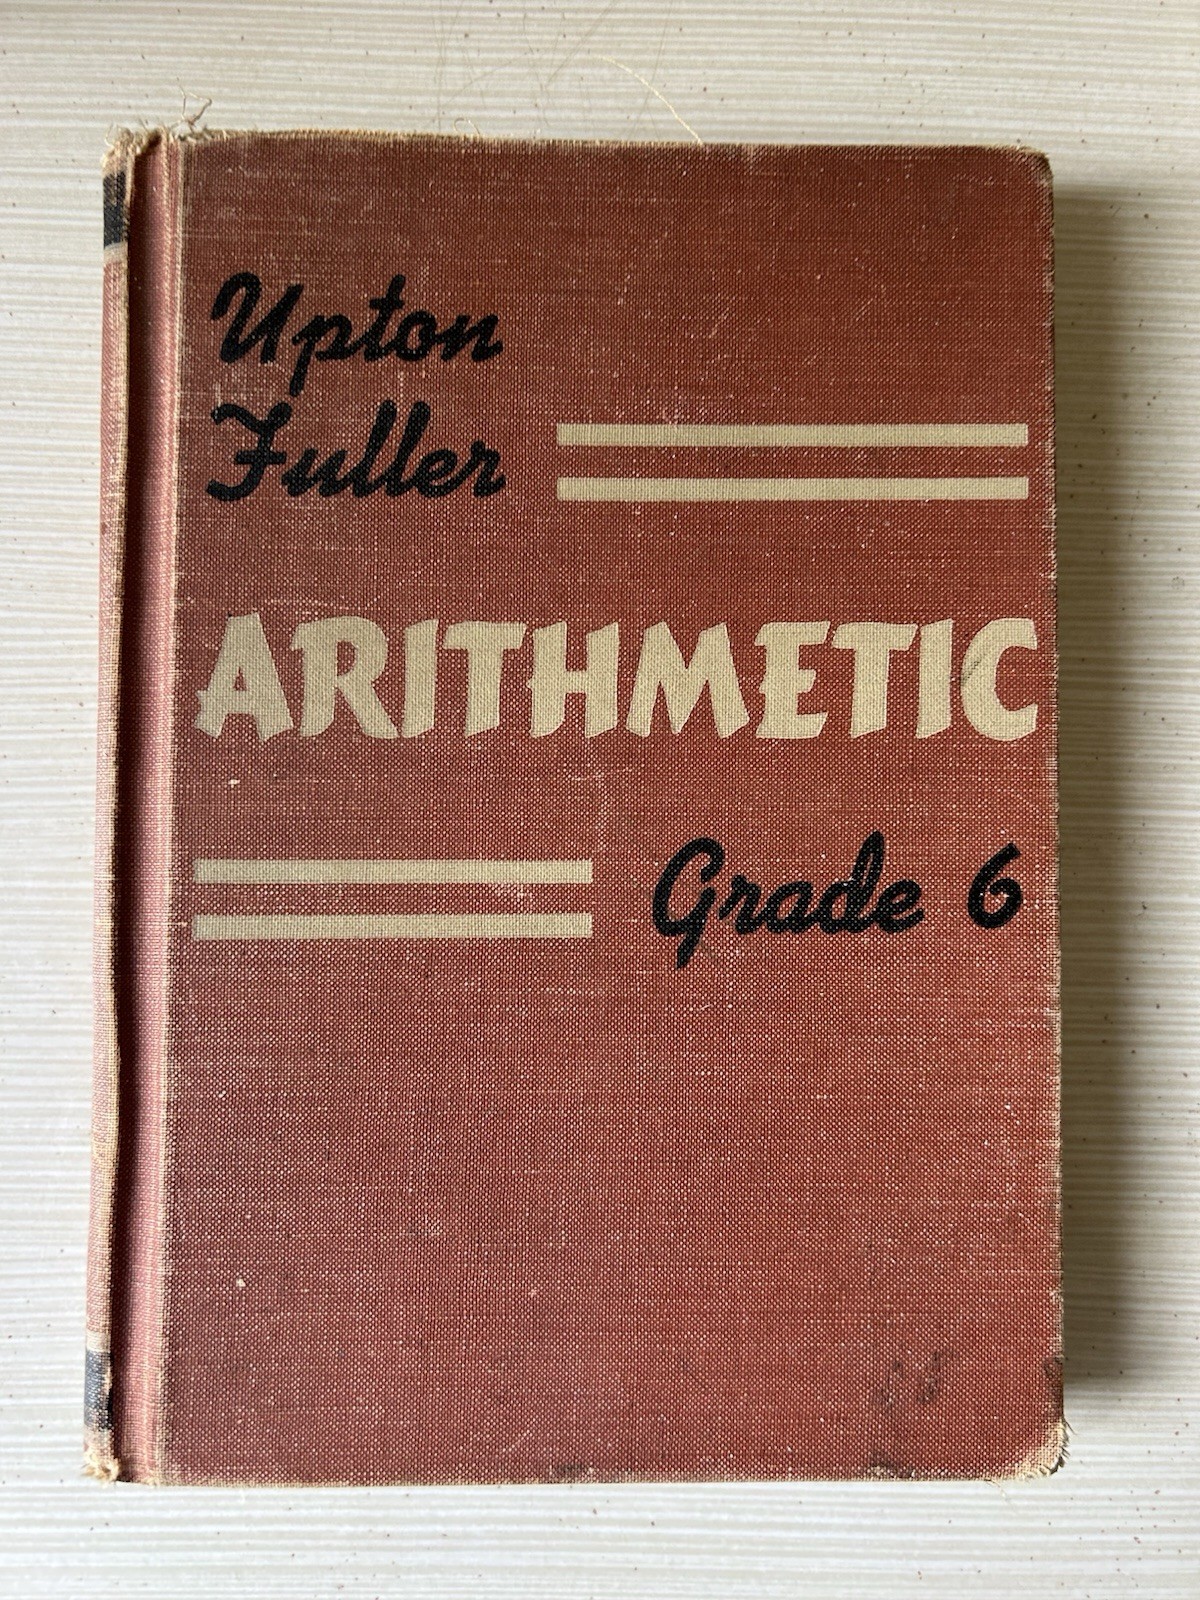 Upton
Fuller
ARITHMETIC
Grade 6